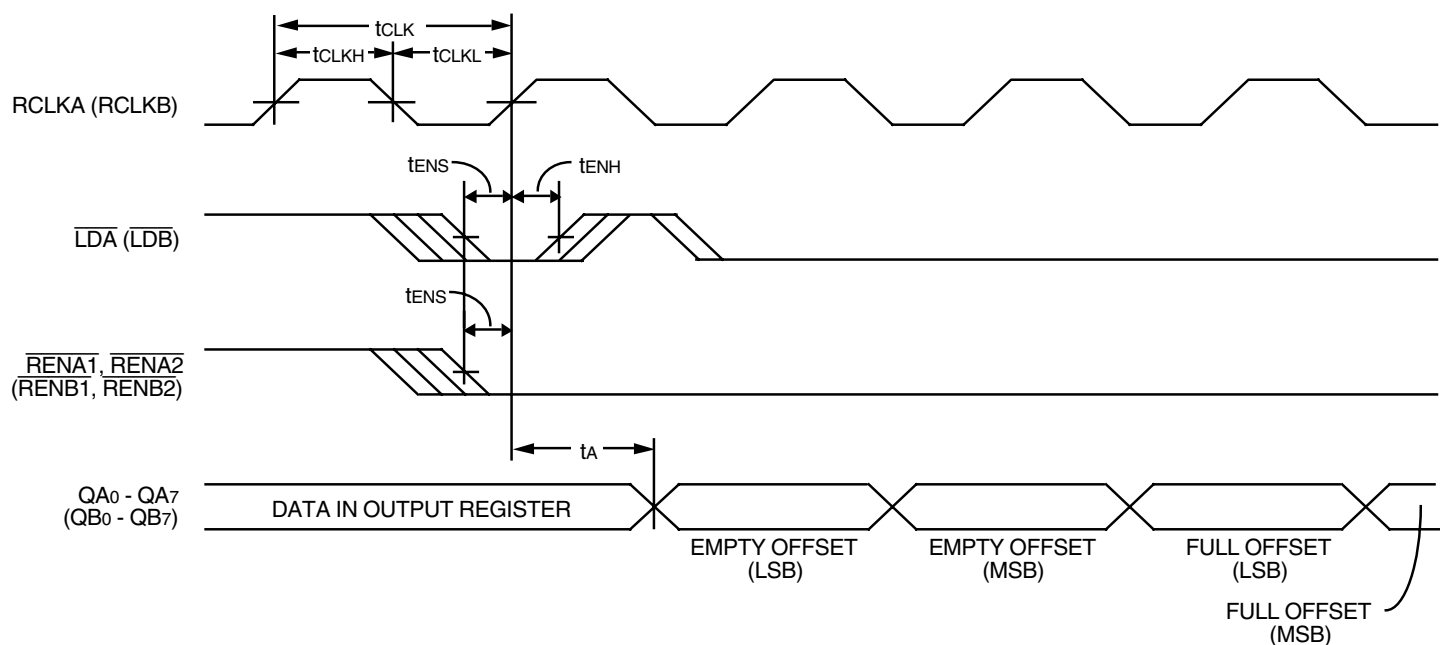 tCLK
tCLKH
tCLKL
RCLKA (RCLKB)
tENS
tENH
LDA (LDB)
tENS
RENA1, RENA2
(RENB1, RENB2)
tA
QA0 - QA7
(QB0 - QB7)
DATA IN OUTPUT REGISTER
EMPTY OFFSET
(LSB)
EMPTY OFFSET
(MSB)
FULL OFFSET
(LSB)
FULL OFFSET
(MSB)